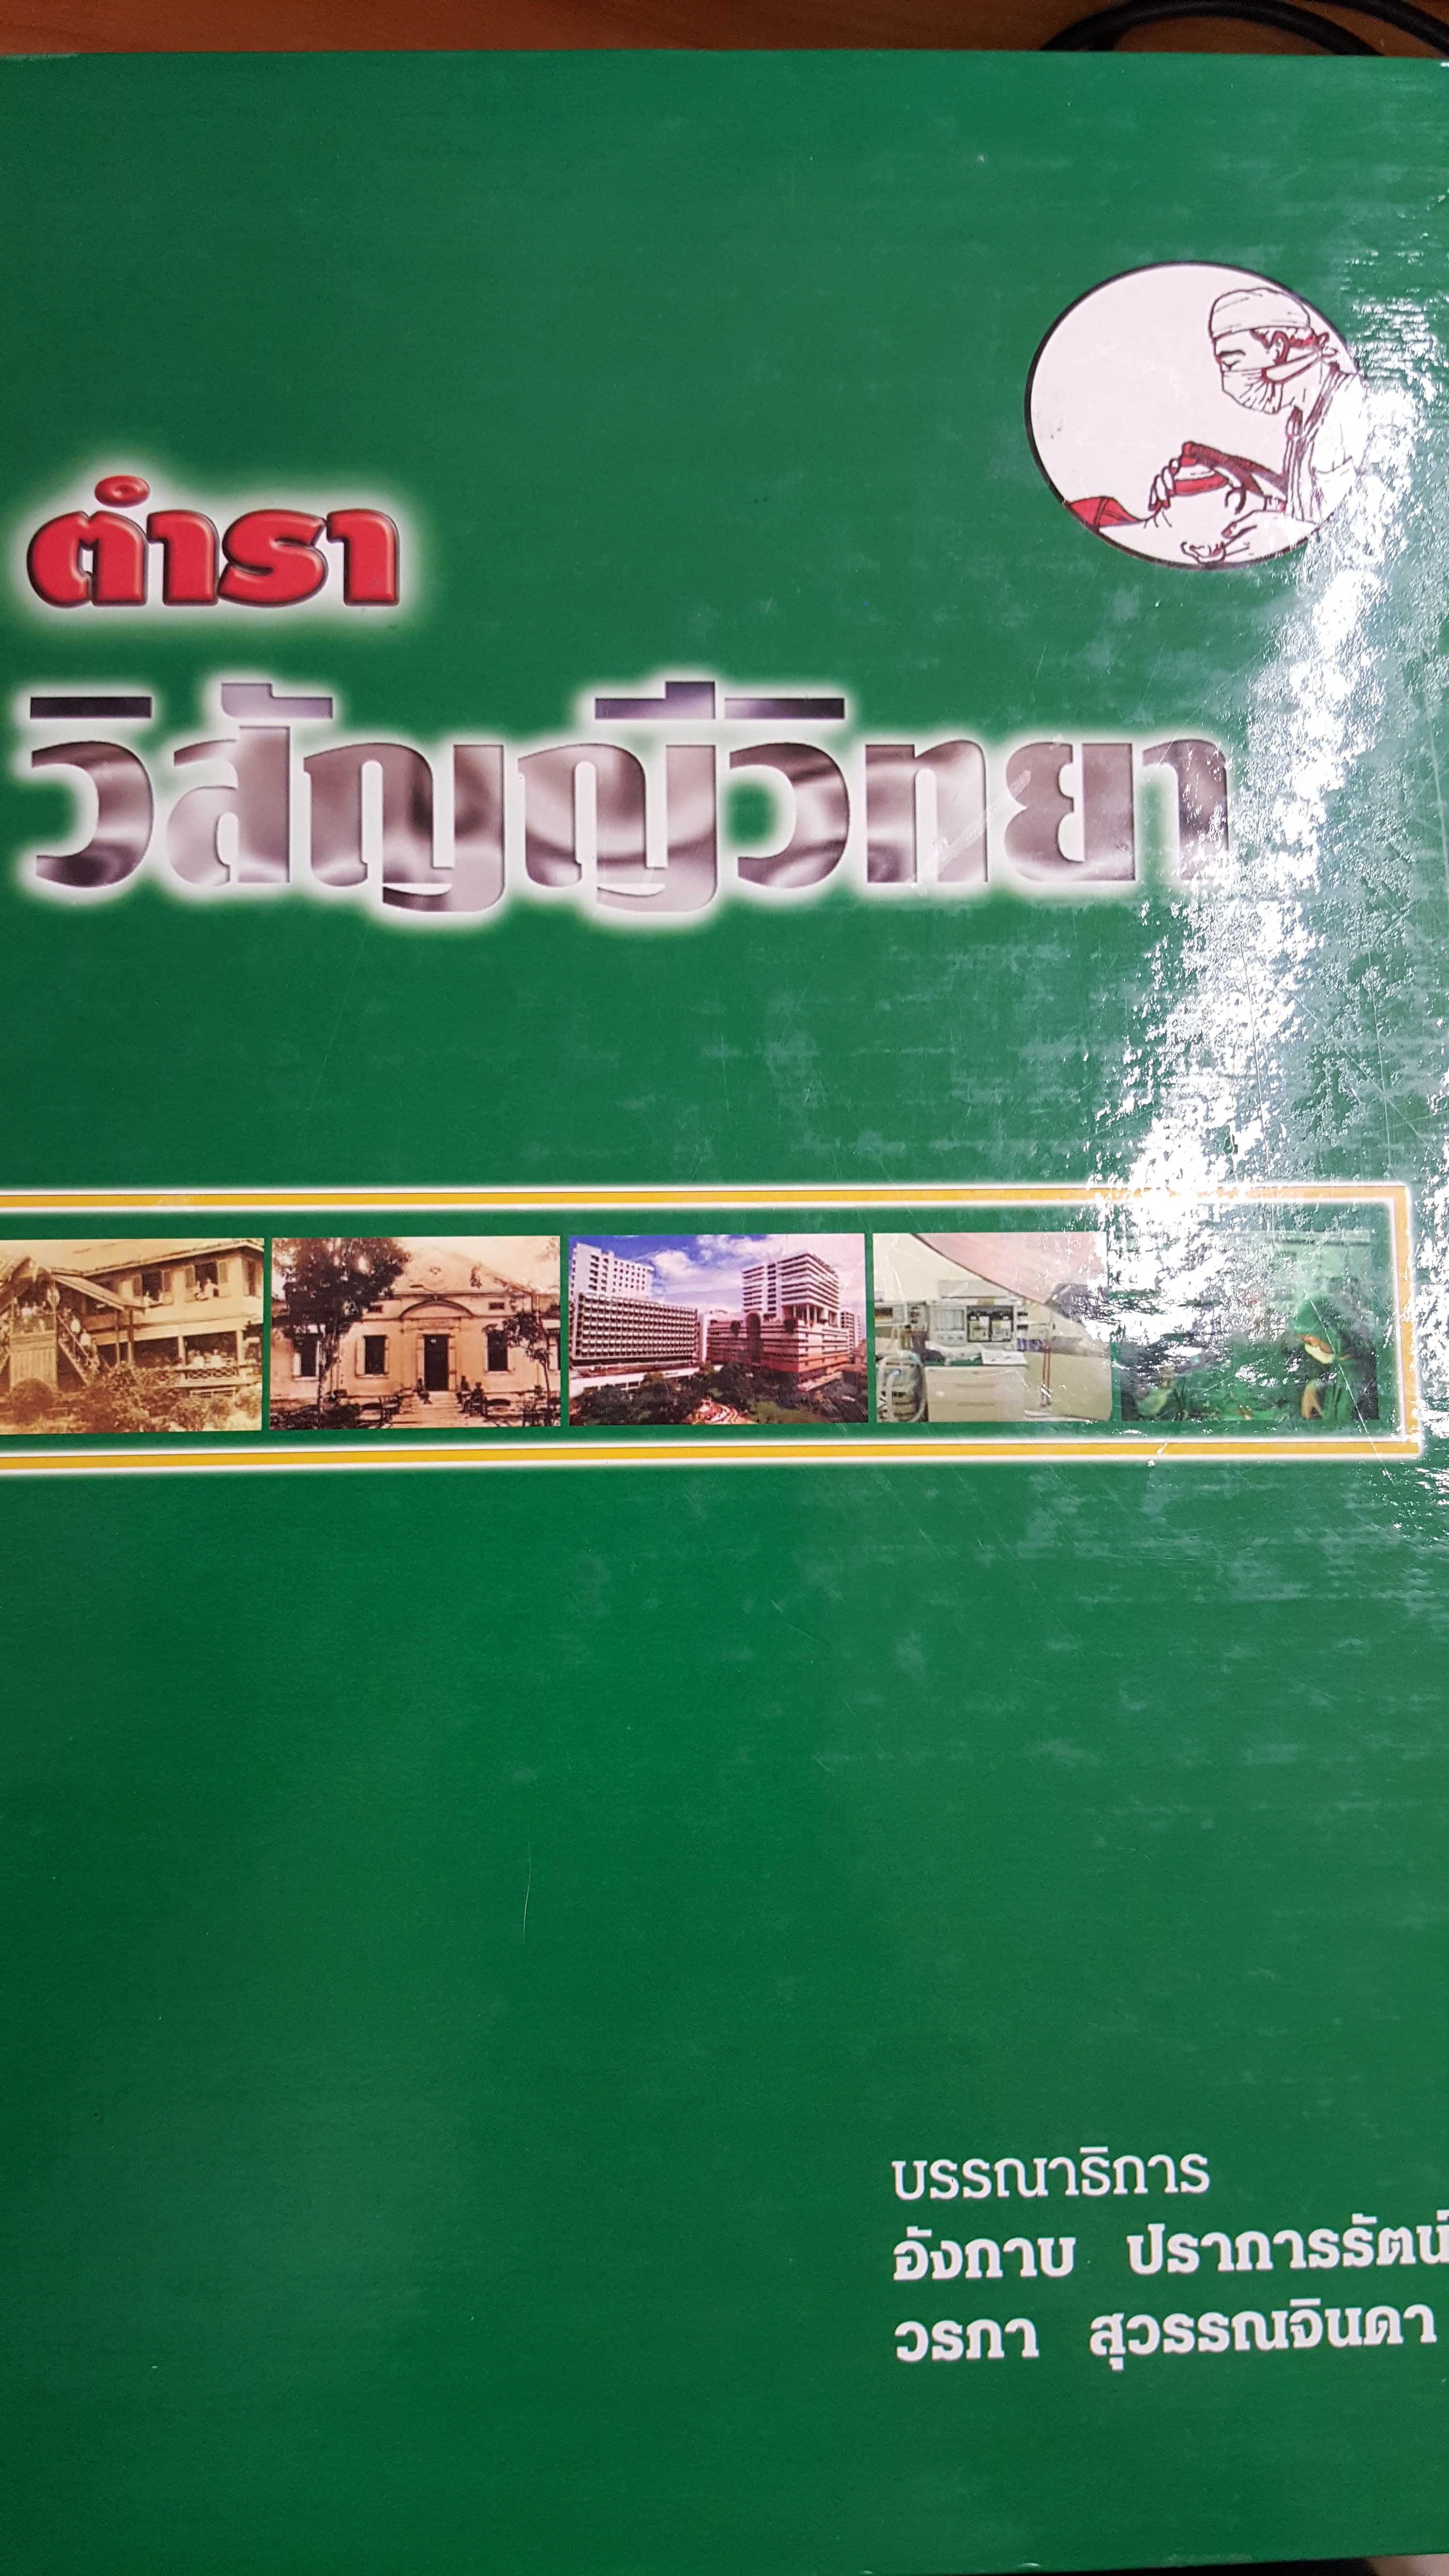 ตำรา
วิสัญญีวิทยา
บรรณาธิการ
อังกาบ ปราการรัตน์
วรภา สุวรรณจินดา